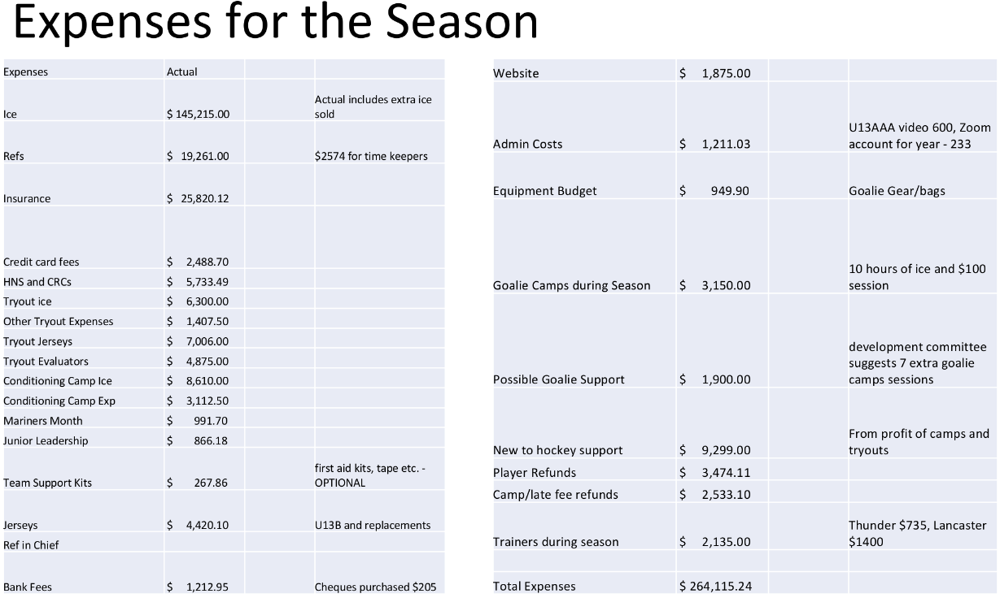 Expenses for the Season
Expenses Actual
Actual includes extra ice
Ice $ 145,215.00 sold
Refs $ 19,261.00 $2574 for time keepers
Insurance $ 25,820.12
Credit card fees $ 2,488.70
HNS and CRCs $ 5,733.49
Tryout ice $ 6,300.00
Other Tryout Expenses $ 1,407.50
Tryout Jerseys $ 7,006.00
Tryout Evaluators $ 4,875.00
Conditioning Camp Ice $ 8,610.00
Conditioning Camp Exp $ 3,112.50
Mariners Month $ 991.70
Junior Leadership $ 866.18
first aid kits, tape etc. -
Team Support Kits $ 267.86 OPTIONAL
Jerseys $ 4,420.10 U13B and replacements
Ref in Chief
Bank Fees $ 1,212.95 Cheques purchased $205
Website $ 1,875.00
U13AAA video 600, Zoom
Admin Costs $ 1,211.03 account for year - 233
Equipment Budget $ 949.90 Goalie Gear/bags
10 hours of ice and $100
Goalie Camps during Season $ 3,150.00 session
development committee
suggests 7 extra goalie
Possible Goalie Support $ 1,900.00 camps sessions
From profit of camps and
New to hockey support $ 9,299.00 tryouts
Player Refunds $ 3,474.11
Camp/late fee refunds $ 2,533.10
Thunder $735, Lancaster
Trainers during season $ 2,135.00 $1400
Total Expenses $ 264,115.24